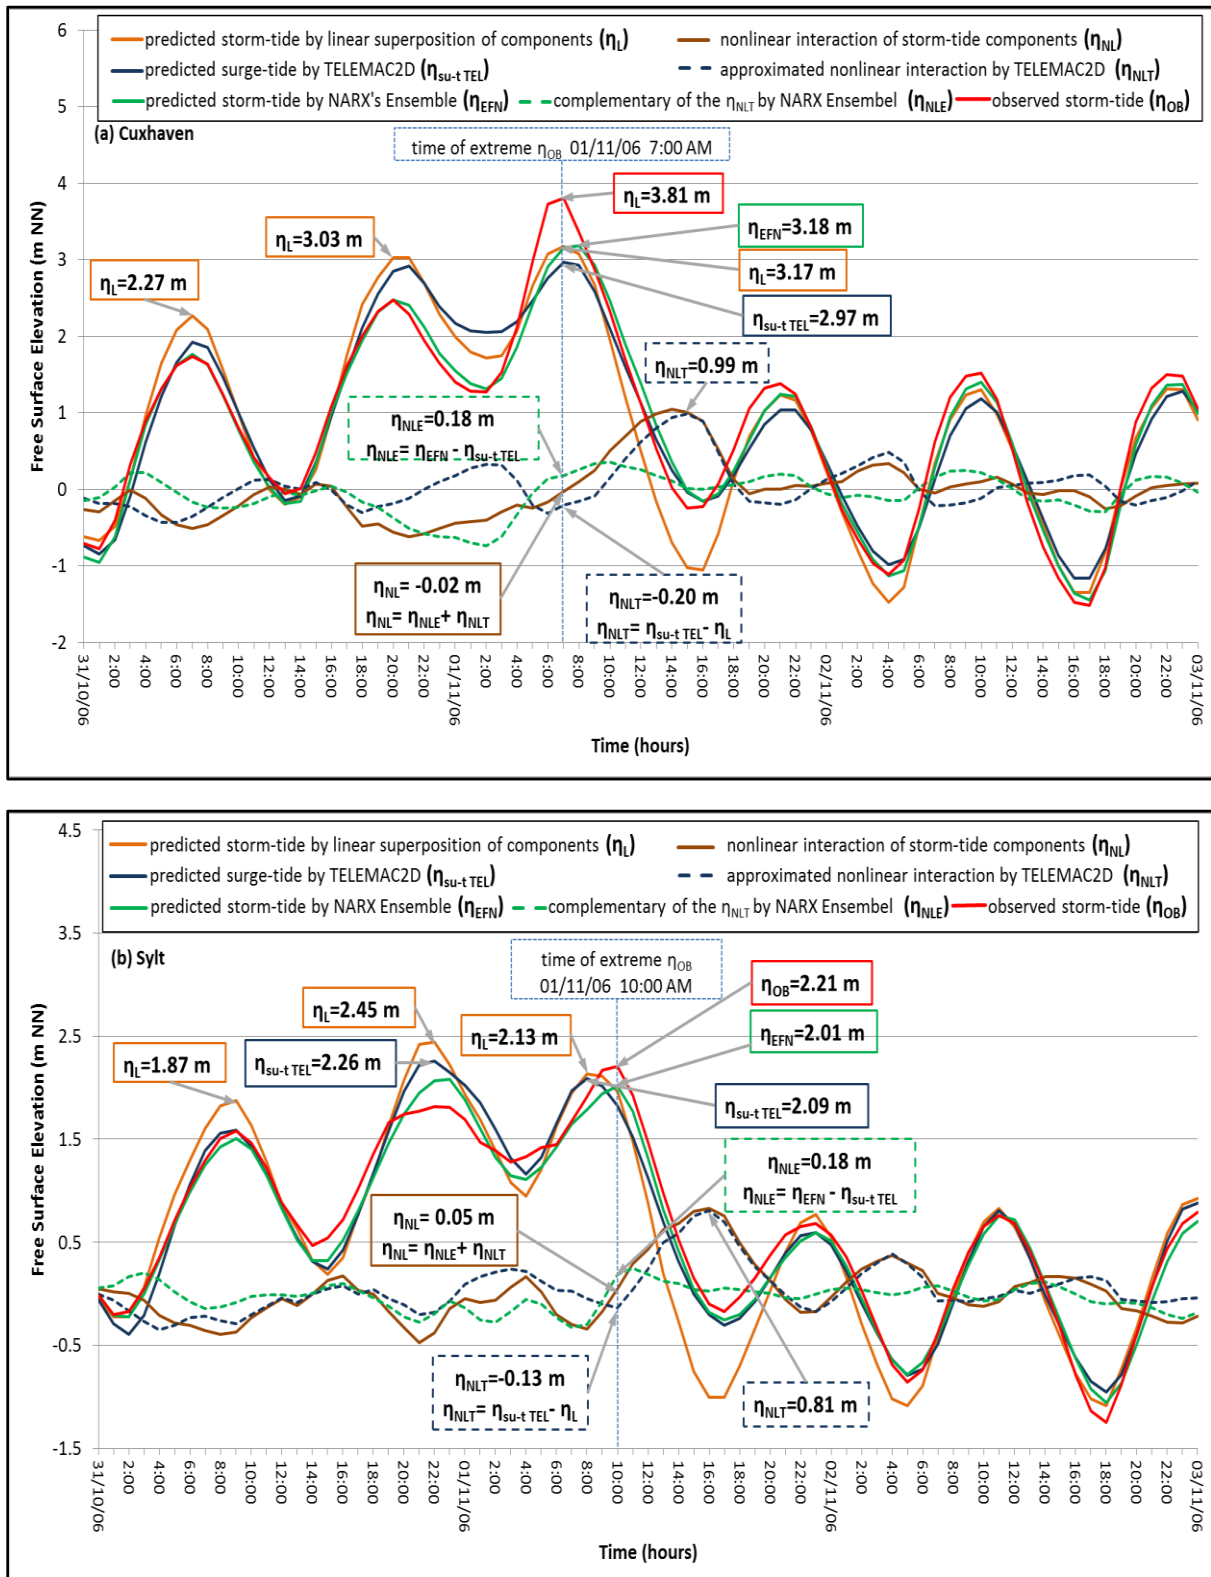 predicted storm-tide by linear superposition of components (ηL)
nonlinear interaction of storm-tide components (ηNL)
predicted surge-tide by TELEMAC2D (ηsu-t TEL)
approximated nonlinear interaction by TELEMAC2D (ηNLT)
predicted storm-tide by NARX's Ensemble (ηEFN)
complementary of the ηNLT by NARX Ensembel (ηNLE)
observed storm-tide (ηOB)
(a) Cuxhaven
time of extreme ηOB 01/11/06 7:00 AM
ηL=3.81 m
ηEFN=3.18 m
ηL=3.03 m
ηL=3.17 m
ηL=2.27 m
ηsu-t TEL=2.97 m
ηNLT=0.99 m
ηNLE=0.18 m
ηNLE= ηEFN - ηsu-t TEL
ηNL= -0.02 m
ηNL= ηNLE+ ηNLT
ηNLT=-0.20 m
ηNLT= ηsu-t TEL- ηL
Free Surface Elevation (m NN)
6
5
4
3
2
1
0
-1
-2
31/10/06
2:00
4:00
6:00
8:00
10:00
12:00
14:00
16:00
18:00
20:00
22:00
01/11/06
2:00
4:00
6:00
8:00
10:00
12:00
14:00
16:00
18:00
20:00
22:00
02/11/06
2:00
4:00
6:00
8:00
10:00
12:00
14:00
16:00
18:00
20:00
22:00
03/11/06
Time (hours)
predicted storm-tide by linear superposition of components (ηL)
nonlinear interaction of storm-tide components (ηNL)
predicted surge-tide by TELEMAC2D (ηsu-t TEL)
approximated nonlinear interaction by TELEMAC2D (ηNLT)
predicted storm-tide by NARX Ensemble (ηEFN)
complementary of the ηNLT by NARX Ensembel (ηNLE)
observed storm-tide (ηOB)
(b) Sylt
time of extreme ηOB
01/11/06 10:00 AM
ηOB=2.21 m
ηL=2.45 m
ηL=2.13 m
ηEFN=2.01 m
ηL=1.87 m
ηsu-t TEL=2.26 m
ηsu-t TEL=2.09 m
ηNLE=0.18 m
ηNLE= ηEFN - ηsu-t TEL
ηNL= 0.05 m
ηNL= ηNLE+ ηNLT
ηNLT=-0.13 m
ηNLT= ηsu-t TEL- ηL
ηNLT=0.81 m
Free Surface Elevation (m NN)
4.5
3.5
2.5
1.5
0.5
-0.5
-1.5
31/10/06
2:00
4:00
6:00
8:00
10:00
12:00
14:00
16:00
18:00
20:00
22:00
01/11/06
2:00
4:00
6:00
8:00
10:00
12:00
14:00
16:00
18:00
20:00
22:00
02/11/06
2:00
4:00
6:00
8:00
10:00
12:00
14:00
16:00
18:00
20:00
22:00
03/11/06
Time (hours)